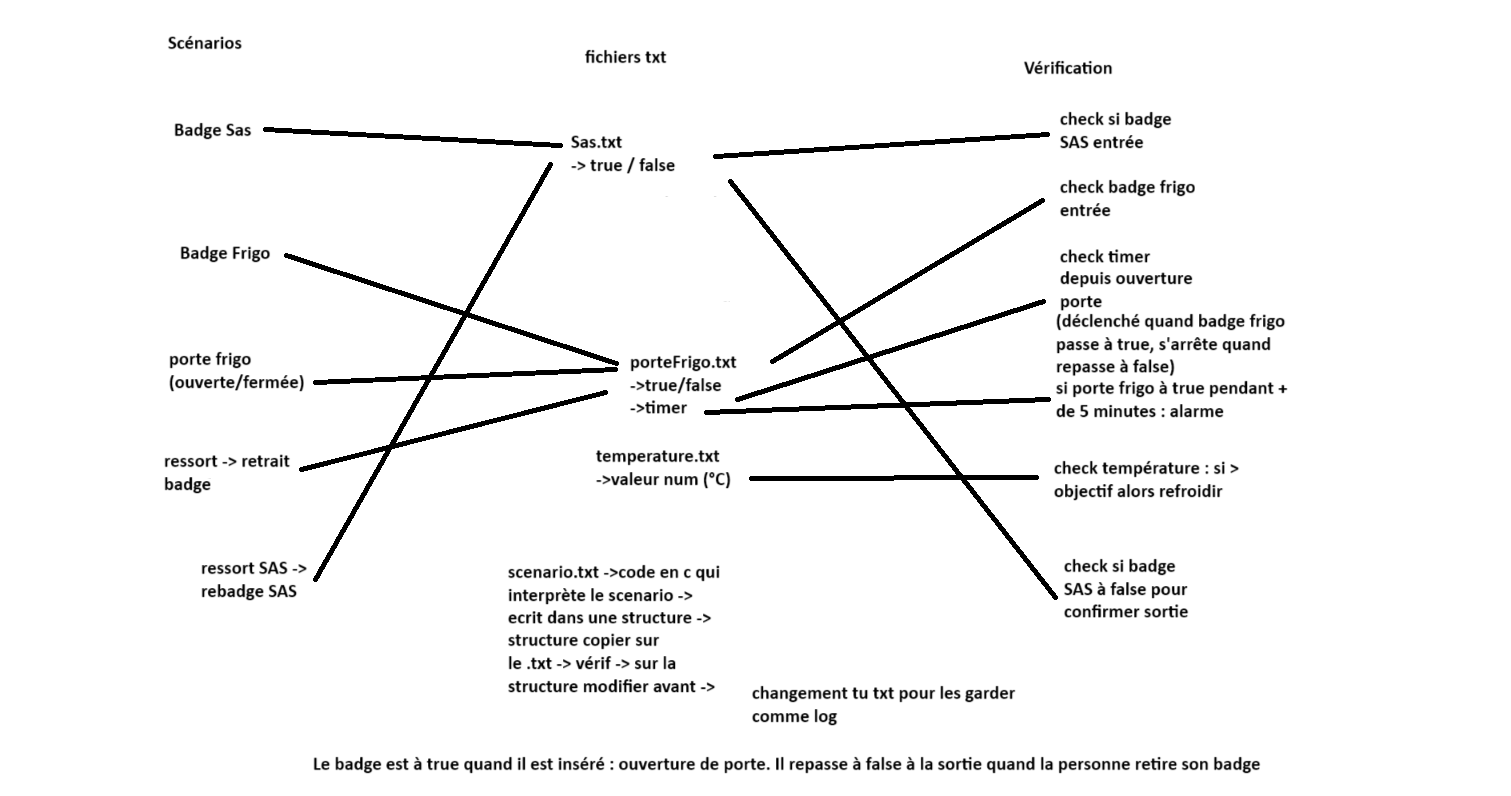 Scénarios
fichiers txt
Vérification
Badge Sas
Sas.txt
-> true / false
check si badge
SAS entrée
check badge frigo
entrée
Badge Frigo
check timer
depuis ouverture
porte
(déclenché quand badge frigo
passe à true, s'arrête quand
repasse à false)
si porte frigo à true pendant +
de 5 minutes : alarme
porte frigo
(ouverte/fermée)
porteFrigo.txt
->true/false
->timer
ressort -> retrait
badge
temperature.txt
->valeur num (°C)
check température : si >
objectif alors refroidir
ressort SAS ->
rebadge SAS
scenario.txt ->code en c qui
interprète le scenario ->
ecrit dans une structure ->
structure copier sur
le .txt -> vérif -> sur la
structure modifier avant ->
check si badge
SAS à false pour
confirmer sortie
changement tu txt pour les garder
comme log
Le badge est à true quand il est inséré : ouverture de porte. Il repasse à false à la sortie quand la personne retire son badge